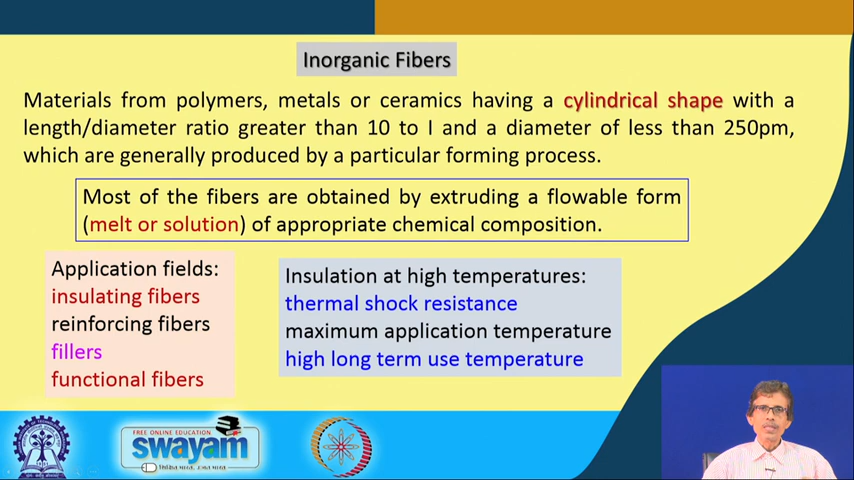 Inorganic Fibers
Materials from polymers, metals or ceramics having a cylindrical shape with a
length/diameter ratio greater than 10 to I and a diameter of less than 250pm,
which are generally produced by a particular forming process.
Most of the fibers are obtained by extruding a flowable form
(melt or solution) of appropriate chemical composition.
Application fields:
insulating fibers
reinforcing fibers
fillers
functional fibers
Insulation at high temperatures:
thermal shock resistance
maximum application temperature
high long term use temperature
FREE ONLINE EDUCATION
swayam